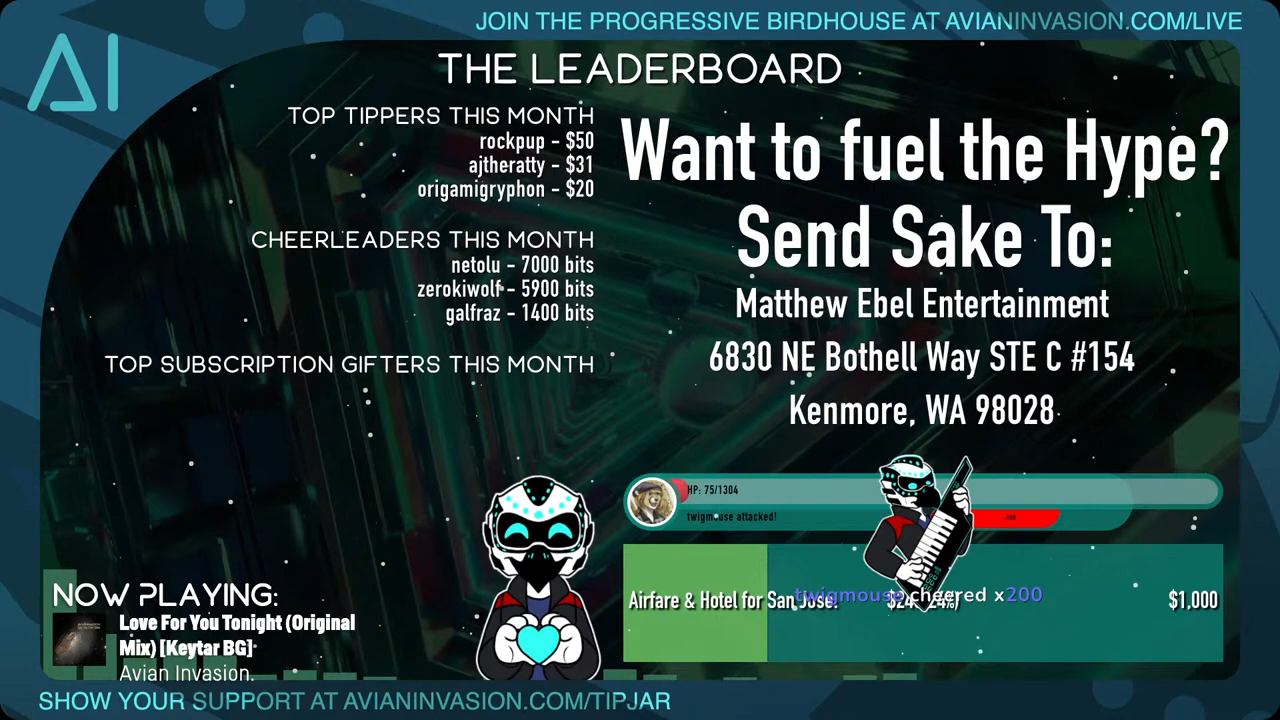 JOIN THE PROGRESSIVE BIRDHOUSE AT AVIANINVASION.COM/LIVE
AI
THE LEADERBOARD
TOP TIPPERS THIS MONTH
rockpup - $50
ajtheratty - $31
origamigryphon - $20
CHEERLEADERS THIS MONTH
netolu - 7000 bits
zerokiwolf - 5900 bits
galfraz - 1400 bits
TOP SUBSCRIPTION GIFTERS THIS MONTH
Want to fuel the Hype?
Send Sake To:
Matthew Ebel Entertainment
6830 NE Bothell Way STE C #154
Kenmore, WA 98028
HP: 75/1304
twigmouse attacked!
-200
Airfare & Hotel for San Jose!
$1,000
twigmouse cheered x200
NOW PLAYING:
Love For You Tonight (Original
Mix) [Keytar BG]
Avian Invasion.
SHOW YOUR SUPPORT AT AVIANINVASION.COM/TIPJAR